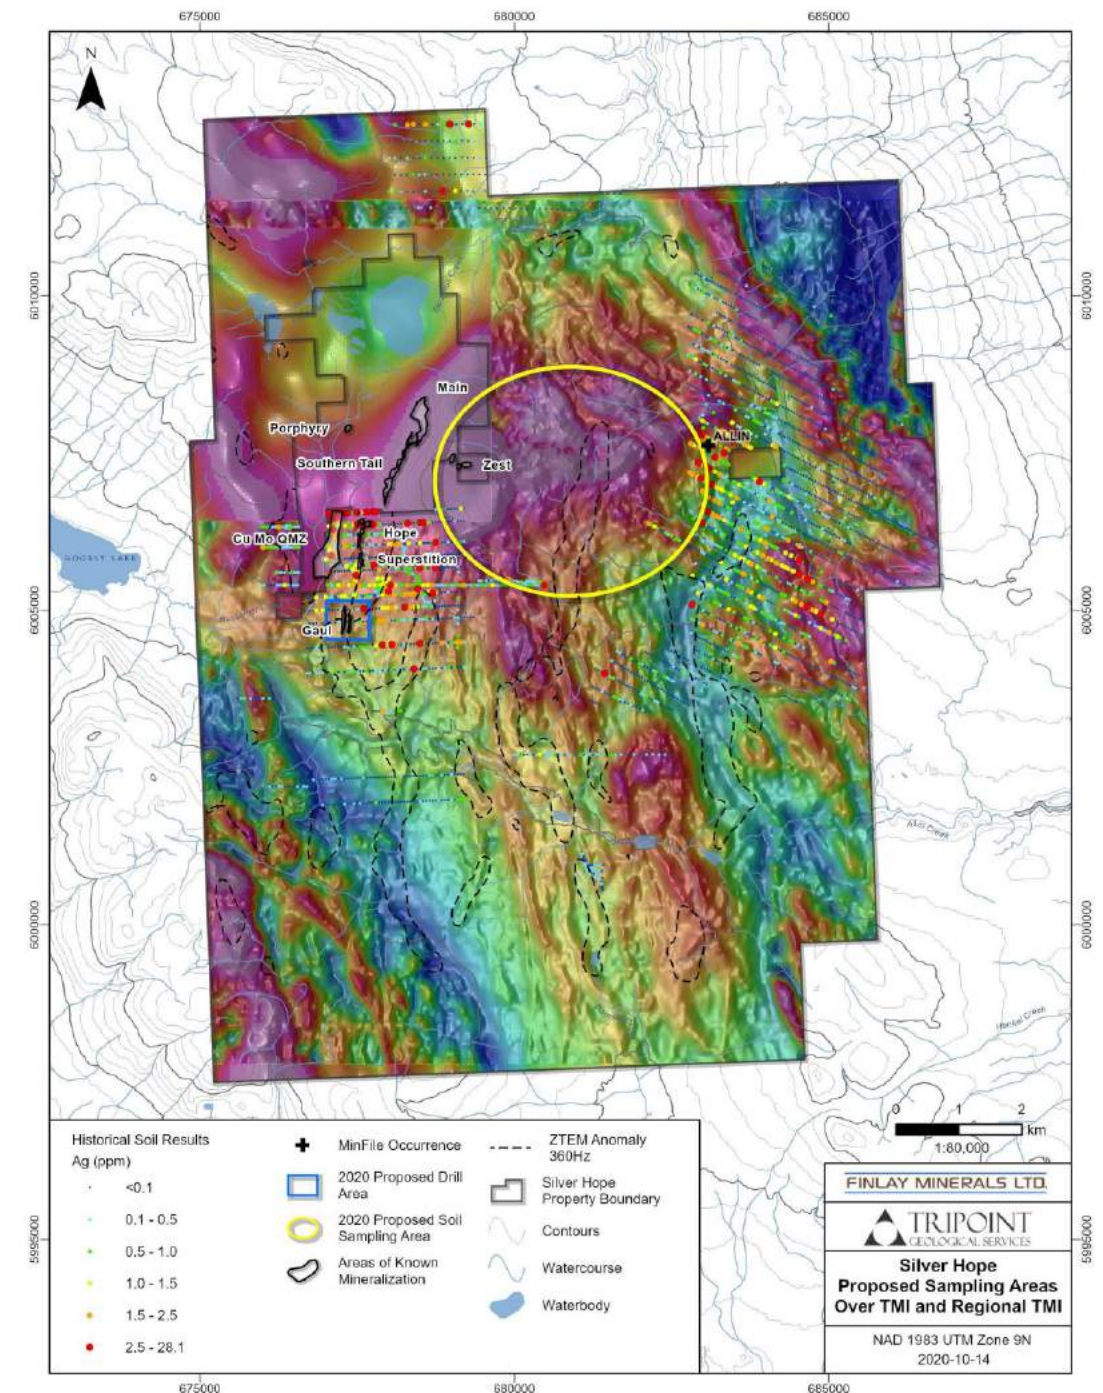 675000
680000
685000
N
6010000
6010000
Main
Porphyry
ALLIN
Southern Tail
Zest
Cu Mo QMZ
Hope
GOOSLY LAKE
Superstition
6005000
6005000
Gaul
Allin Creek
6000000
6000000
Creek
0 1 2
km
1:80,000
Historical Soil Results
Ag (ppm)
<0.1
0.1 - 0.5
0.5 - 1.0
1.0 - 1.5
1.5 - 2.5
2.5 - 28.1
MinFile Occurrence
2020 Proposed Drill
Area
2020 Proposed Soil
Sampling Area
Areas of Known
Mineralization
ZTEM Anomaly
360Hz
Silver Hope
Property Boundary
Contours
Watercourse
Waterbody
FINLAY MINERALS LTD.
TRIPOINT
GEOLOGICAL SERVICES
Silver Hope
Proposed Sampling Areas
Over TMI and Regional TMI
NAD 1983 UTM Zone 9N
2020-10-14
5995000
5995000
675000
680000
685000